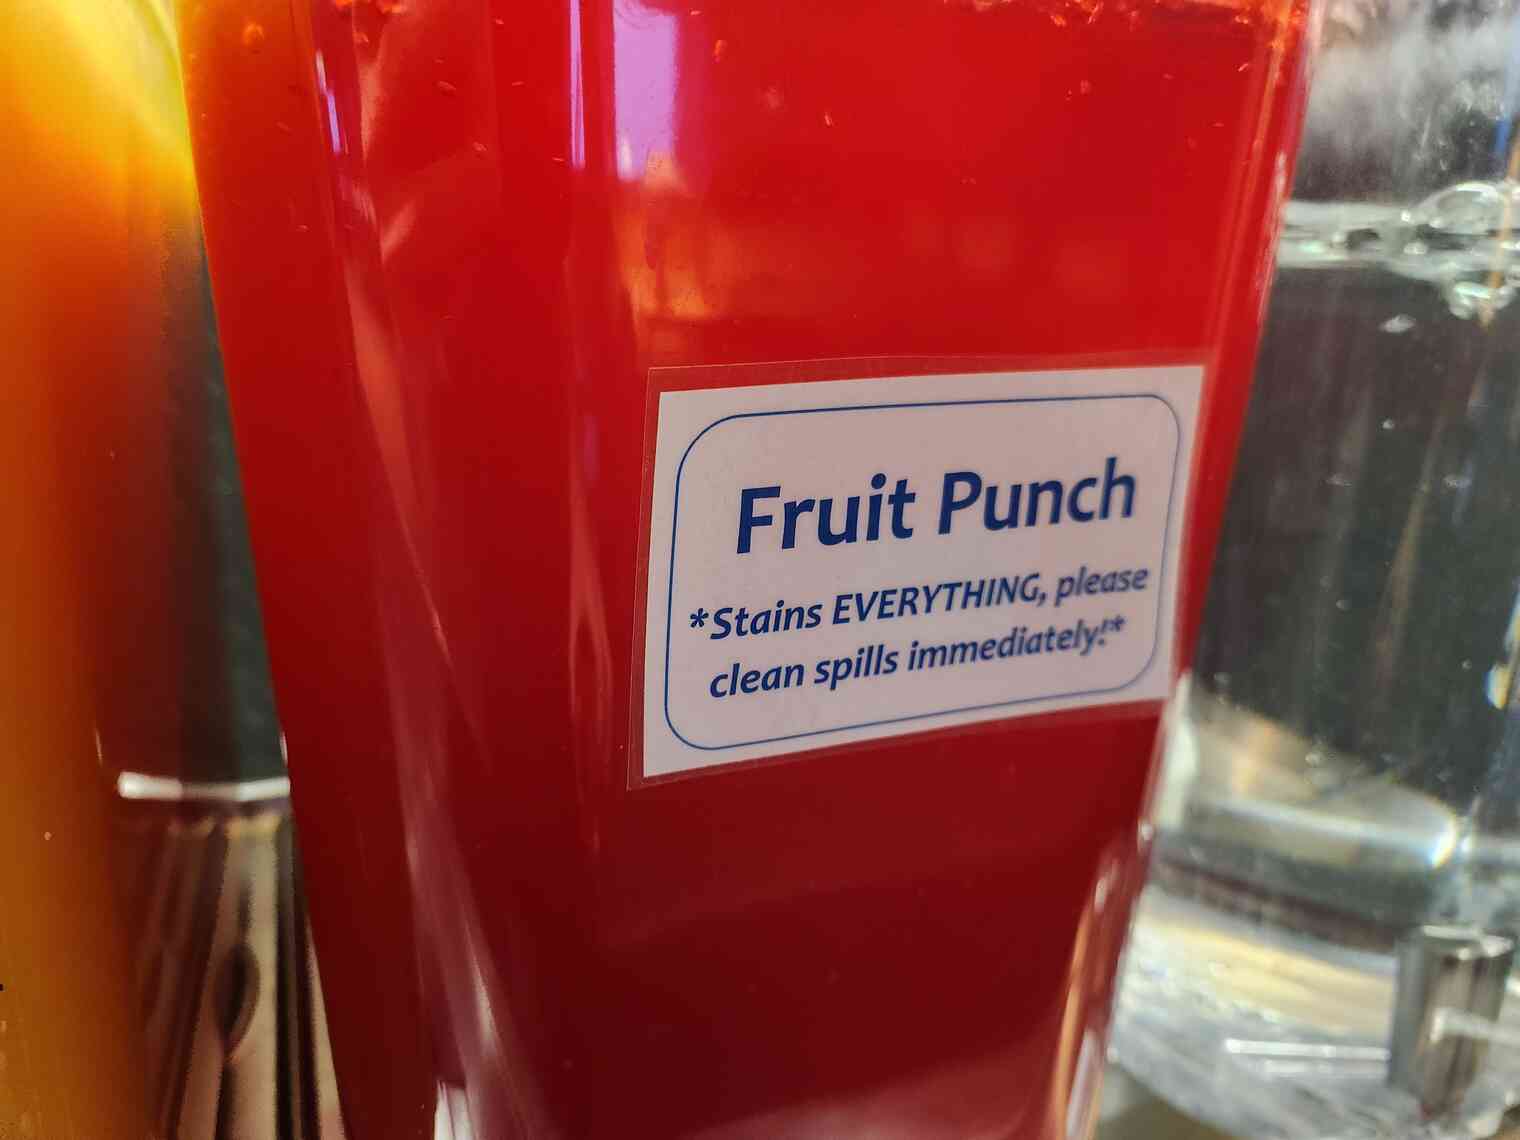 Fruit Punch
*Stains EVERYTHING, please
clean spills immediately!*